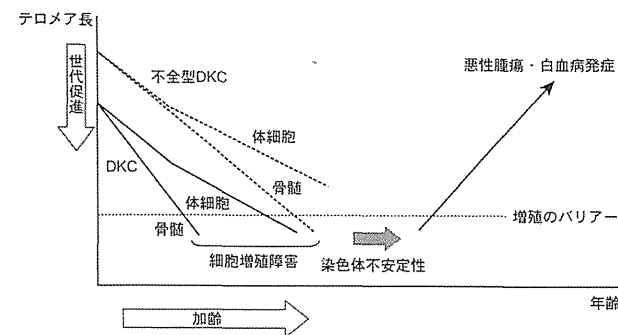 テロメア長
世代促進
不全型DKC
悪性腫瘍・白血病発症
体細胞
DKC
骨髄
体細胞
増殖のバリアー
骨髄
細胞増殖障害
染色体不安定性
年齢
加齢